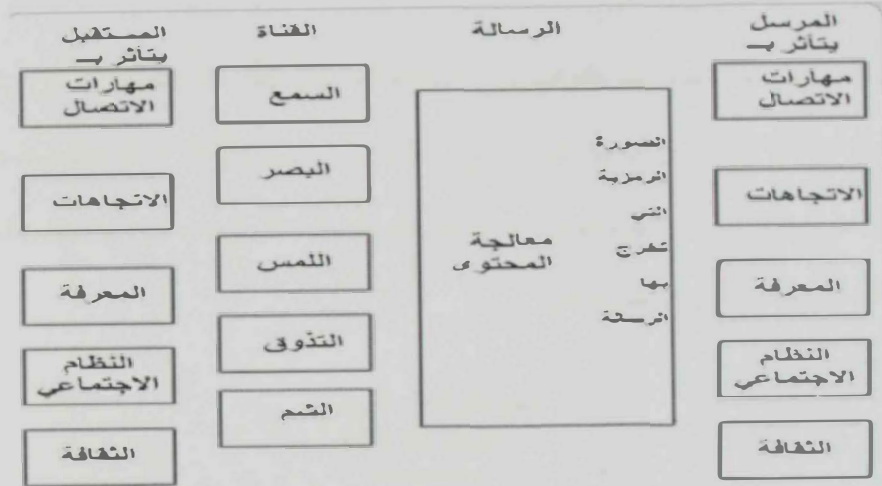 المرسل
يتأثر بـ
مهارات
الاتصال
الاتجاهات
المعرفة
النظام
الاجتماعي
الثقافة
الرسالة
الصورة
الرمزية
التي
تخرج
بها
الرسالة
معالجة
المحتوى
القناة
السمع
البصر
اللمس
التذوق
الشم
المستقبل
يتأثر بـ
مهارات
الاتصال
الاتجاهات
المعرفة
النظام
الاجتماعي
الثقافة